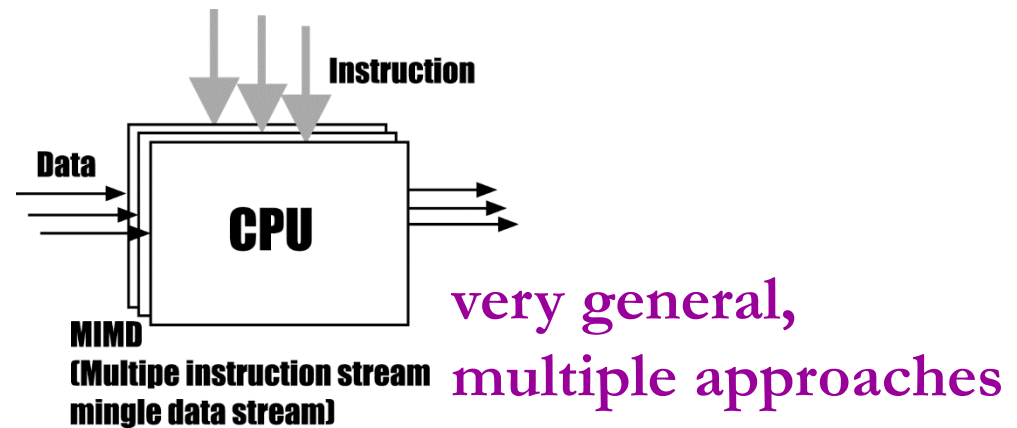 Instruction
Data
CPU
MIMD
(Multipe instruction stream
mingle data stream)
very general,
multiple approaches